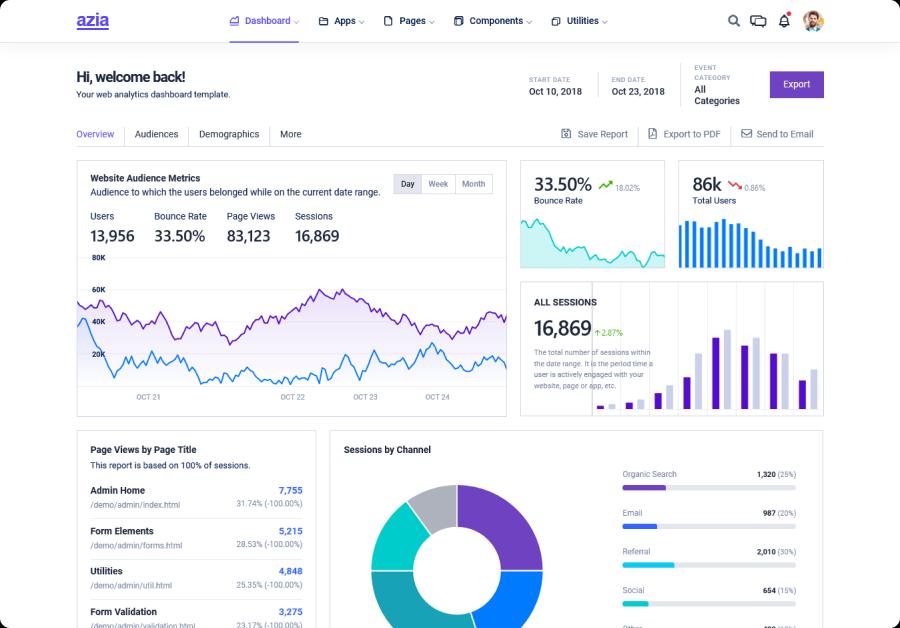 azia
Dashboard
Apps
Pages
Components
Utilities
Hi, welcome back!
Your web analytics dashboard template.
START DATE
Oct 10, 2018
END DATE
Oct 23, 2018
EVENT
CATEGORY
All
Categories
Export
Overview
Audiences
Demographics
More
Save Report
Export to PDF
Send to Email
Website Audience Metrics
Audience to which the users belonged while on the current date range.
Day
Week
Month
Users
13,956
Bounce Rate
33.50%
Page Views
83,123
Sessions
16,869
80K
60K
40K
20K
OCT 21
OCT 22
OCT 23
OCT 24
33.50%
18.02%
Bounce Rate
86k
0.86%
Total Users
ALL SESSIONS
16,869
2.87%
The total number of sessions within
the date range. It is the period time a
user is actively engaged with your
website, page or app, etc.
Page Views by Page Title
This report is based on 100% of sessions.
Admin Home
7,755
/demo/admin/index.html
31.74% (-100.00%)
Form Elements
5,215
/demo/admin/forms.html
28.53% (-100.00%)
Utilities
4,848
/demo/admin/util.html
25.35% (-100.00%)
Form Validation
3,275
/demo/admin/validation.html
23.17% (-100.00%)
Sessions by Channel
Organic Search
1,320 (25%)
Email
987 (20%)
Referral
2,010 (30%)
Social
654 (15%)